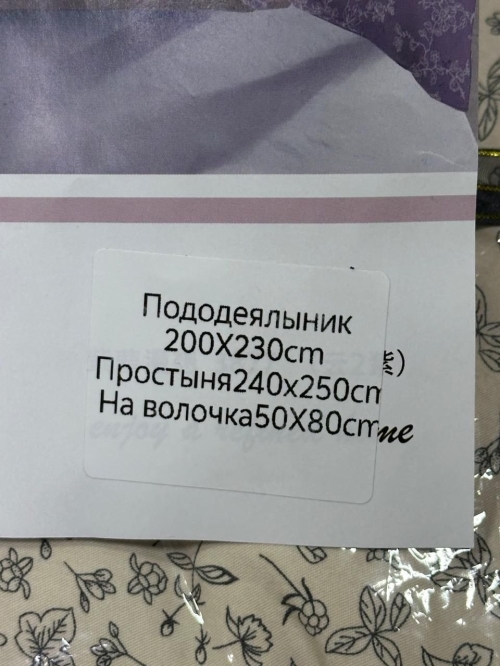 Пододеялыник
200X230cm
Простыня240x250cm
На волочка50X80cm